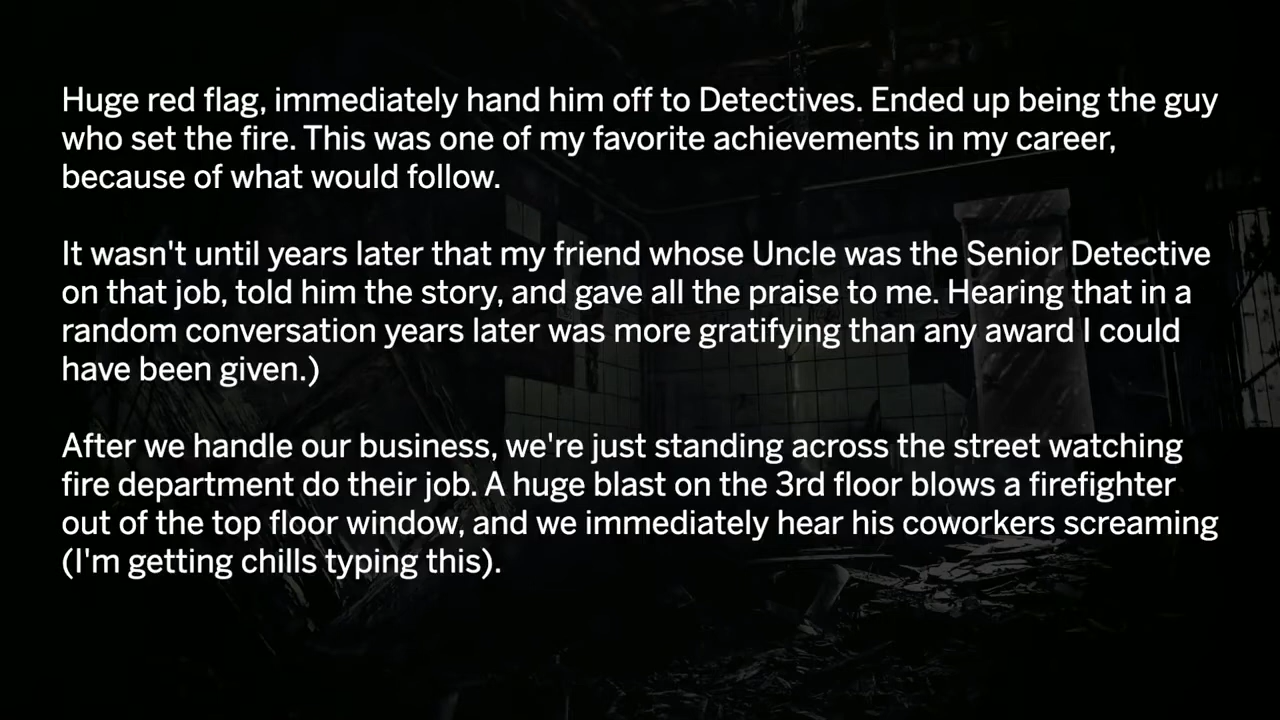 Huge red flag, immediately hand him off to Detectives. Ended up being the guy
who set the fire. This was one of my favorite achievements in my career,
because of what would follow.
It wasn't until years later that my friend whose Uncle was the Senior Detective
on that job, told him the story, and gave all the praise to me. Hearing that in a
random conversation years later was more gratifying than any award I could
have been given.)
After we handle our business, we're just standing across the street watching
fire department do their job. A huge blast on the 3rd floor blows a firefighter
out of the top floor window, and we immediately hear his coworkers screaming
(I'm getting chills typing this).